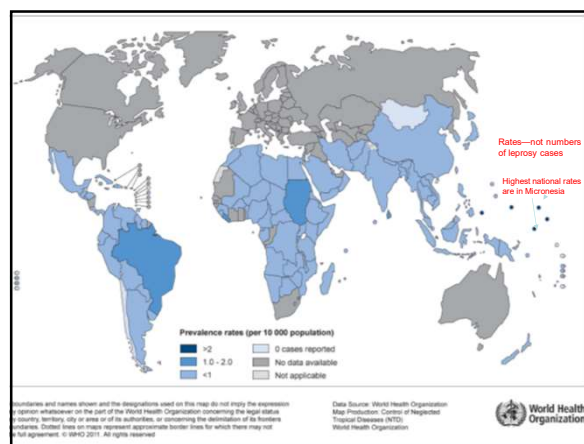 Rates—not numbers
of leprosy cases
Highest national rates
are in Micronesia
Prevalence rates (per 10 000 population)
>2
1.0 - 2.0
<1
0 cases reported
No data available
Not applicable
oundaries and names shown and the designations used on this map do not imply the expression
y opinion whatsoever on the part of the World Health Organization concerning the legal status
y country, territory, city or area or of its authorities, or concerning the delimitation of its frontiers
oundaries. Dotted lines on maps represent approximate border lines for which there may not
e full agreement. © WHO 2011. All rights reserved
Data Source: World Health Organization
Map Production: Control of Neglected
Tropical Diseases (NTD)
World Health Organization
World Health
Organization